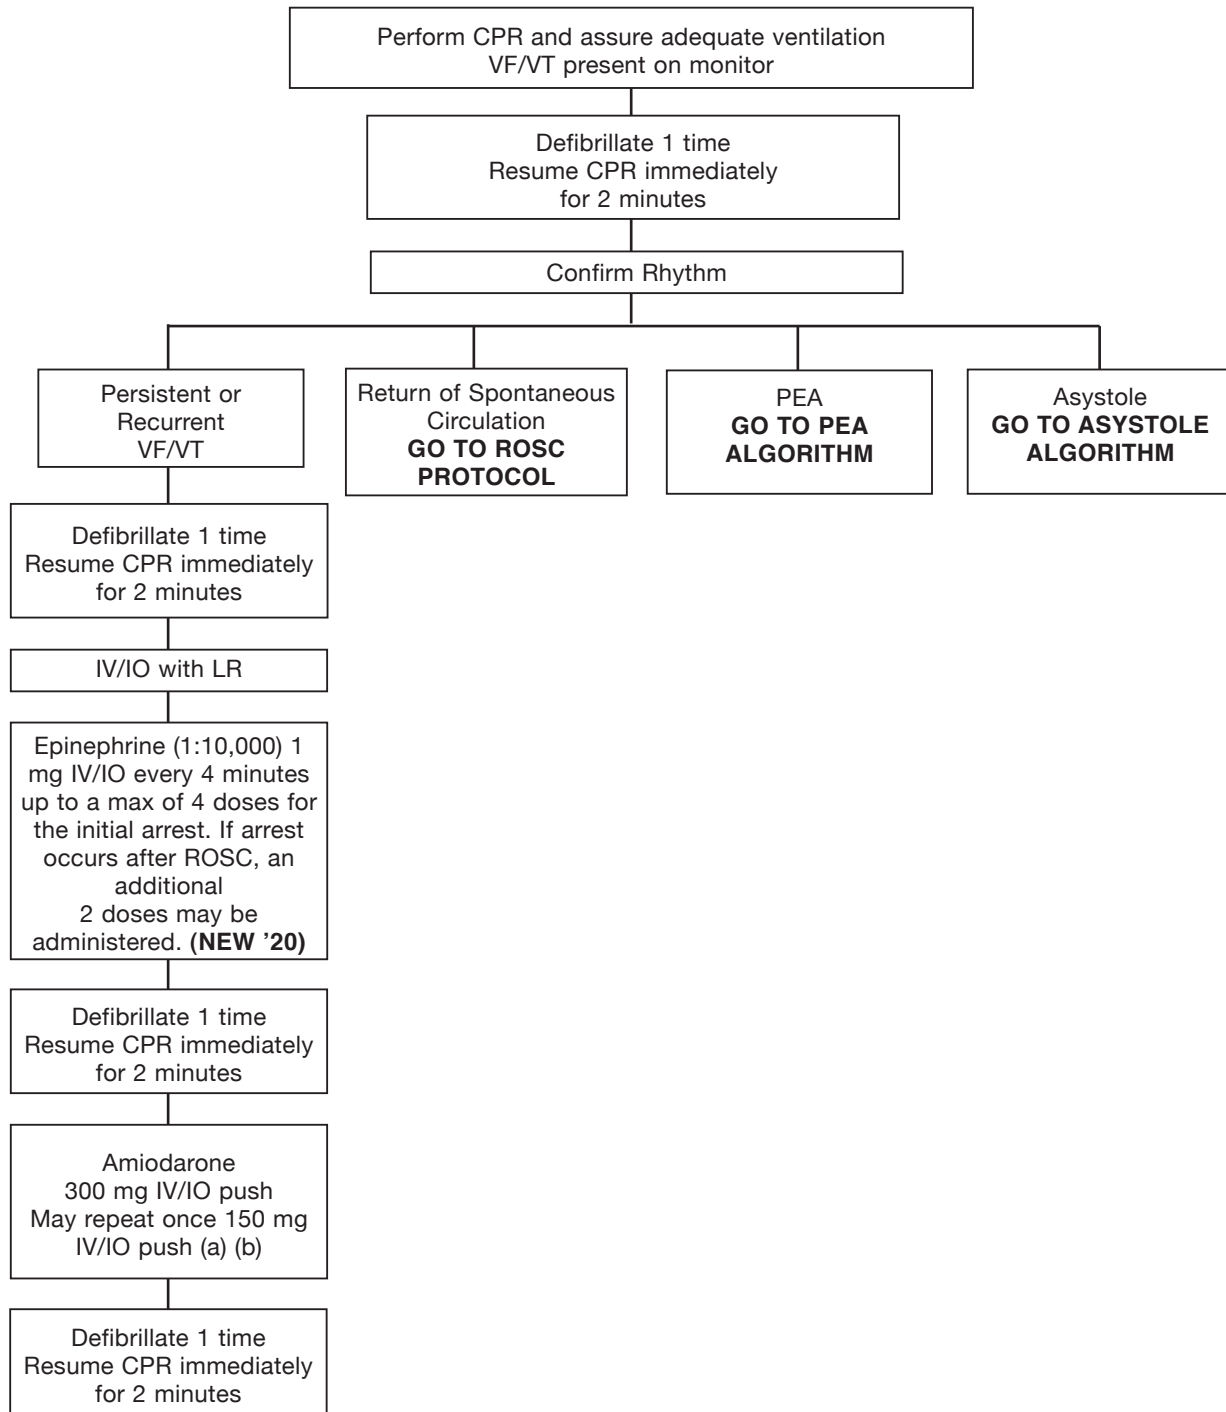 Perform CPR and assure adequate ventilation
VF/VT present on monitor
Defibrillate 1 time
Resume CPR immediately
for 2 minutes
Confirm Rhythm
Persistent or
Recurrent
VF/VT
Return of Spontaneous
Circulation
GO TO ROSC
PROTOCOL
PEA
GO TO PEA
ALGORITHM
Asystole
GO TO ASYSTOLE
ALGORITHM
Defibrillate 1 time
Resume CPR immediately
for 2 minutes
IV/IO with LR
Epinephrine (1:10,000) 1
mg IV/IO every 4 minutes
up to a max of 4 doses for
the initial arrest. If arrest
occurs after ROSC, an
additional
2 doses may be
administered. (NEW ’20)
Defibrillate 1 time
Resume CPR immediately
for 2 minutes
Amiodarone
300 mg IV/IO push
May repeat once 150 mg
IV/IO push (a) (b)
Defibrillate 1 time
Resume CPR immediately
for 2 minutes